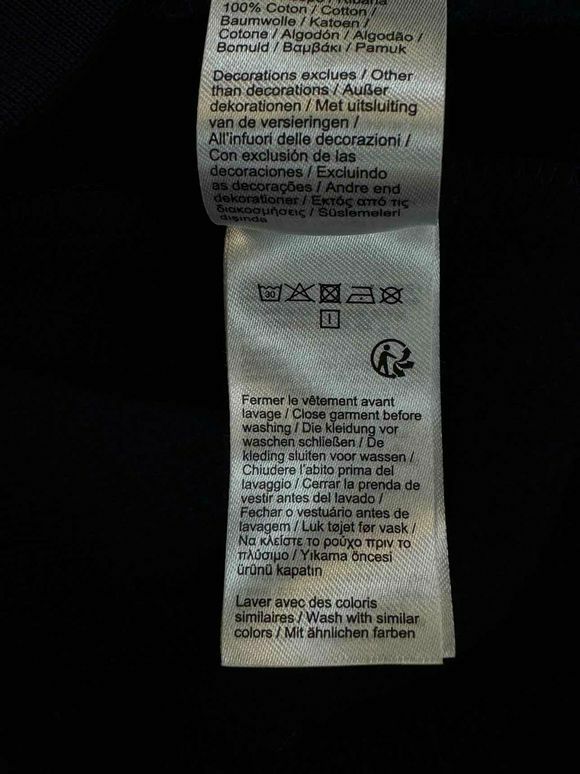 100% Coton / Cotton /
Baumwolle / Katoen /
Cotone / Algodón / Algodão /
Bomuld / Βαμβάκι / Pamuk
Decorations exclues / Other
than decorations / Außer
dekorationen / Met uitsluiting
van de versieringen /
All'infuori delle decorazioni /
Con exclusión de las
decoraciones / Excluindo
as decorações / Andre end
dekorationer / Εκτός από τις
διακοσμήσεις / Süslemeleri
dışında
30
I
Fermer le vêtement avant
lavage / Close garment before
washing / Die kleidung vor
waschen schließen / De
kleding sluiten voor wassen /
Chiudere l'abito prima del
lavaggio / Cerrar la prenda de
vestir antes del lavado /
Fechar o vestuário antes de
lavagem / Luk tøjet før vask /
Να κλείστε το ρούχο πριν το
πλύσιμο / Yıkama öncesi
ürünü kapatın
Laver avec des coloris
similaires / Wash with similar
colors / Mit ähnlichen farben